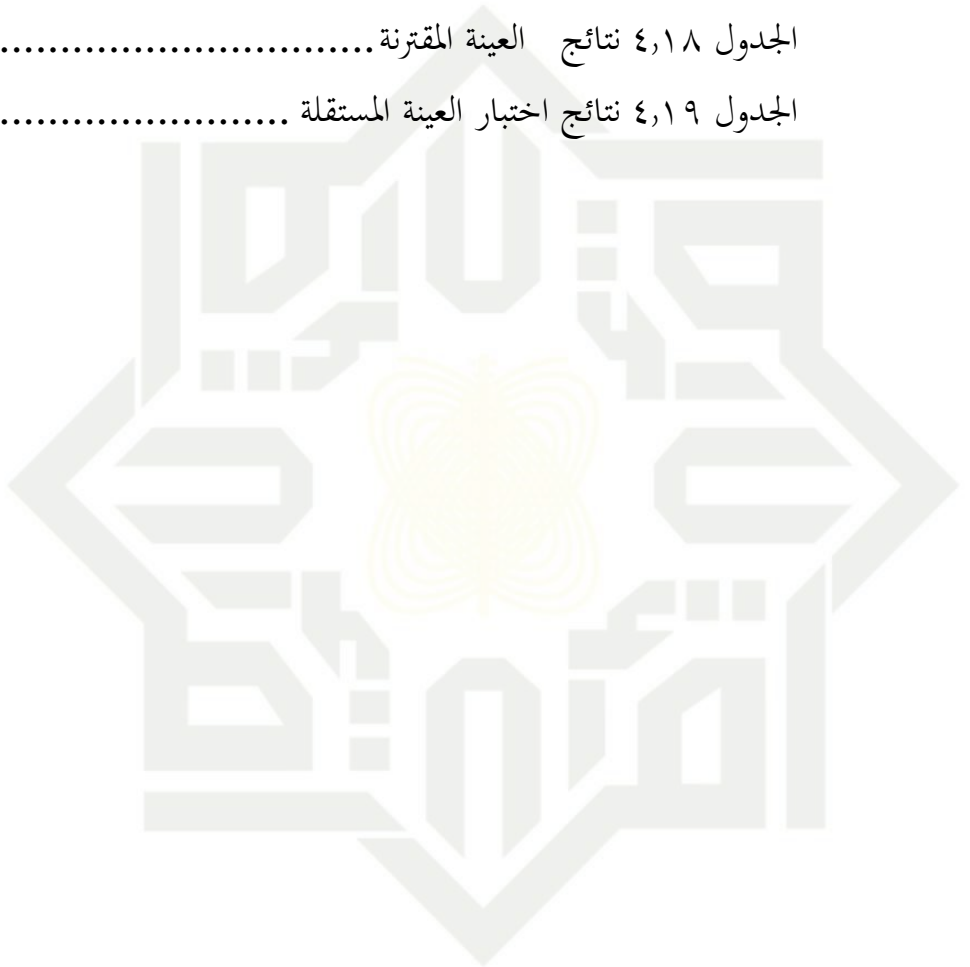 الجدول ٤,١٨ نتائج العينة المقترنة...............................
الجدول ٤,١٩ نتائج اختبار العينة المستقلة ........................